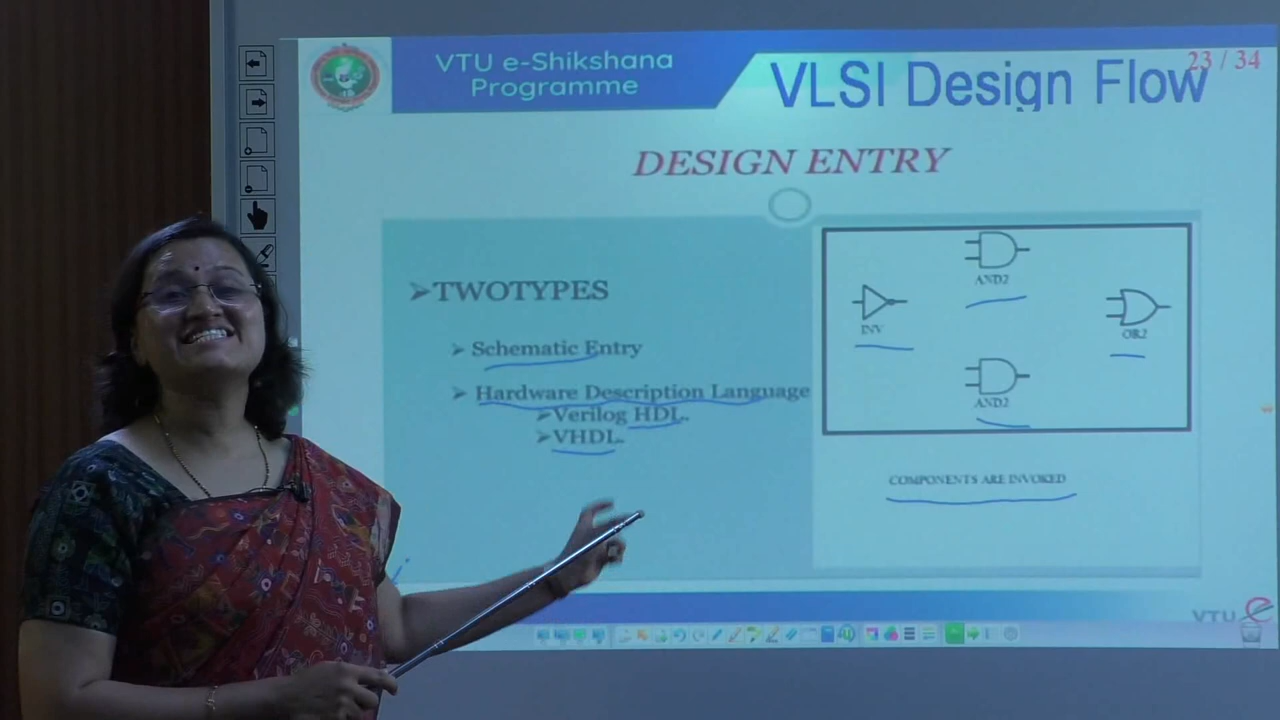 VTU e-Shikshana
Programme
VLSI Design Flow
23 / 34
DESIGN ENTRY
➢TWOTYPES
➢ Schematic Entry
➢ Hardware Description Language
➢Verilog HDL.
➢VHDL.
AND2
INV
OR2
AND2
COMPONENTS ARE INVOKED
VTU